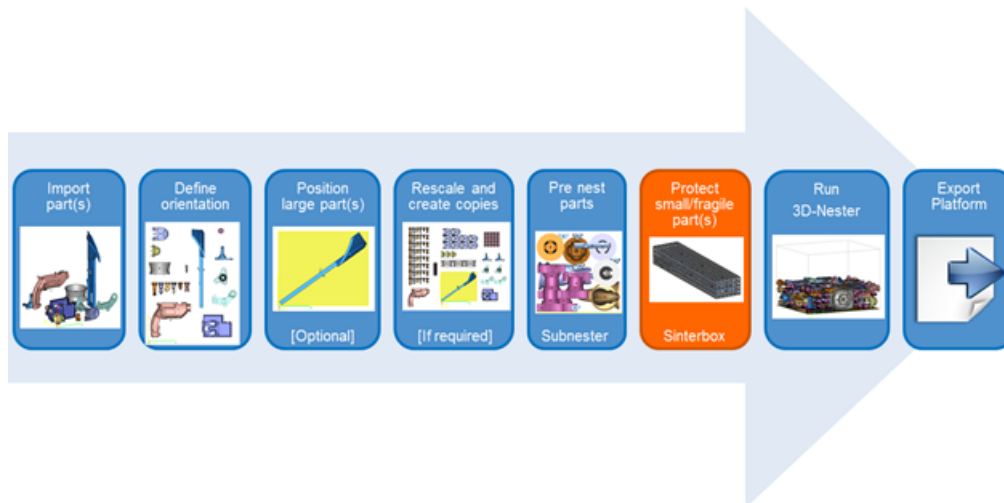 Import
part(s)
Define
orientation
Position
large part(s)
[Optional]
Rescale and
create copies
[If required]
Pre nest
parts
Subnester
Protect
small/fragile
part(s)
Sinterbox
Run
3D-Nester
Export
Platform